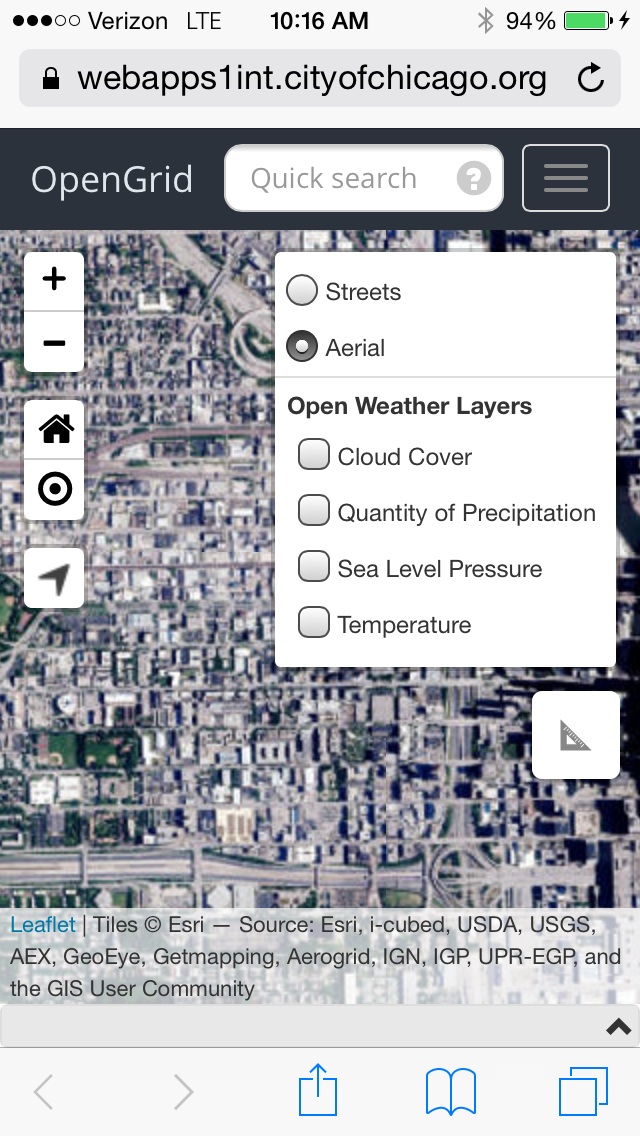 Verizon LTE 10:16 AM 94%
webapps1int.cityofchicago.org
OpenGrid Quick search ?
Streets
Aerial
Open Weather Layers
Cloud Cover
Quantity of Precipitation
Sea Level Pressure
Temperature
Leaflet | Tiles © Esri — Source: Esri, i-cubed, USDA, USGS,
AEX, GeoEye, Getmapping, Aerogrid, IGN, IGP, UPR-EGP, and
the GIS User Community